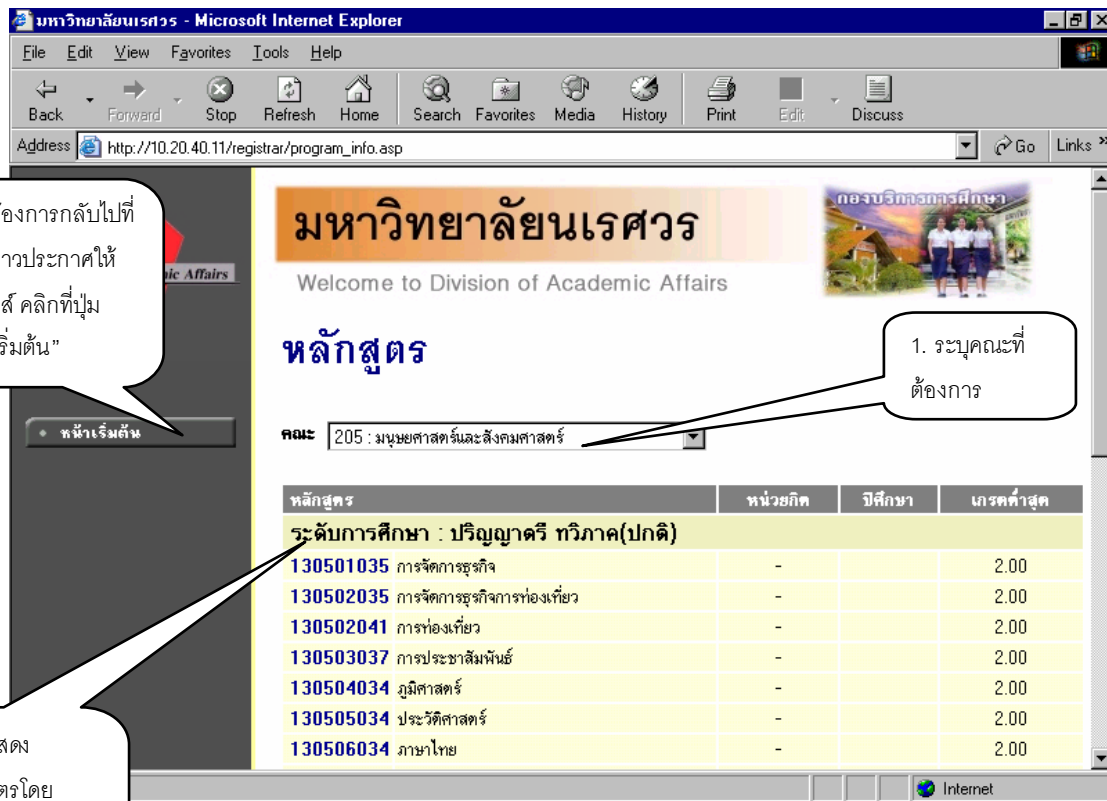 มหาวิทยาลัยนเรศวร - Microsoft Internet Explorer
File Edit View Favorites Tools Help
Back Forward Stop Refresh Home Search Favorites Media History Print Edit Discuss
Address http://10.20.40.11/registrar/program_info.asp Go Links »
้องการกลับไปที่
าวประกาศให้
ส์ คลิกที่ปุ่ม
ริ่มต้น”
ic Affairs
หน้าเริ่มต้น
มหาวิทยาลัยนเรศวร
กองบริการการศึกษา
Welcome to Division of Academic Affairs
หลักสูตร
1. ระบุคณะที่
ต้องการ
คณะ 205 : มนุษยศาสตร์และสังคมศาสตร์
หลักสูตร หน่วยกิต ปีศึกษา เกรดต่ำสุด
ระดับการศึกษา : ปริญญาตรี ทวิภาค(ปกติ)
130501035 การจัดการธุรกิจ - 2.00
130502035 การจัดการธุรกิจการท่องเที่ยว - 2.00
130502041 การท่องเที่ยว - 2.00
130503037 การประชาสัมพันธ์ - 2.00
130504034 ภูมิศาสตร์ - 2.00
130505034 ประวัติศาสตร์ - 2.00
130506034 ภาษาไทย - 2.00
สดง
ตรโดย
Internet